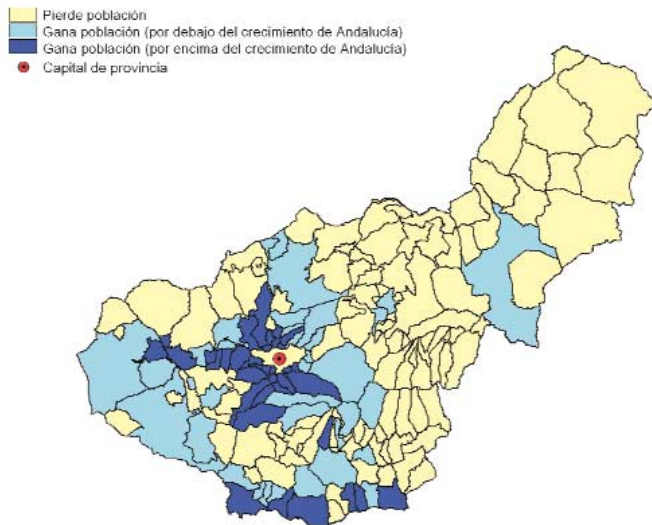 Pierde población
Gana población (por debajo del crecimiento de Andalucía)
Gana población (por encima del crecimiento de Andalucía)
Capital de provincia